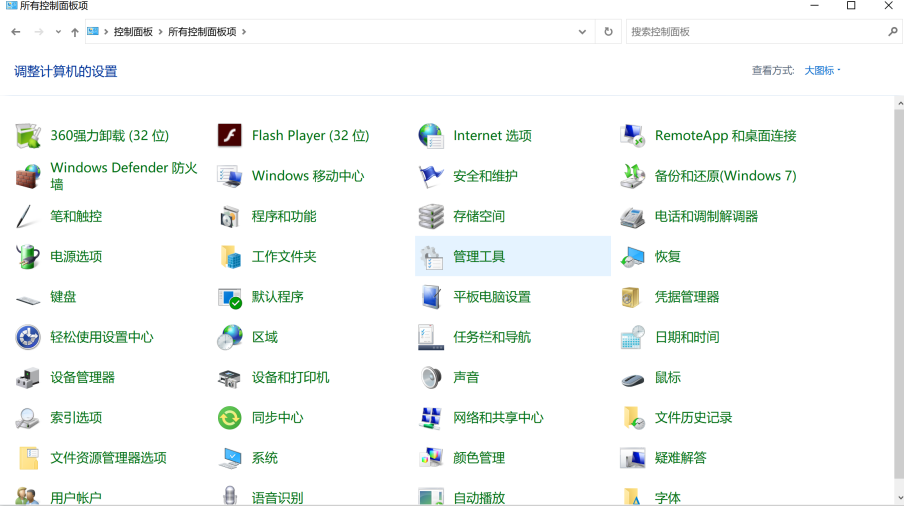 所有控制面板项
控制面板 所有控制面板项
搜索控制面板
调整计算机的设置
查看方式: 大图标
360强力卸载 (32 位)
Flash Player (32 位)
Internet 选项
RemoteApp 和桌面连接
Windows Defender 防火
墙
Windows 移动中心
安全和维护
备份和还原(Windows 7)
笔和触控
程序和功能
存储空间
电话和调制解调器
电源选项
工作文件夹
管理工具
恢复
键盘
默认程序
平板电脑设置
凭据管理器
轻松使用设置中心
区域
任务栏和导航
日期和时间
设备管理器
设备和打印机
声音
鼠标
索引选项
同步中心
网络和共享中心
文件历史记录
文件资源管理器选项
系统
颜色管理
疑难解答
用户帐户
语音识别
自动播放
字体